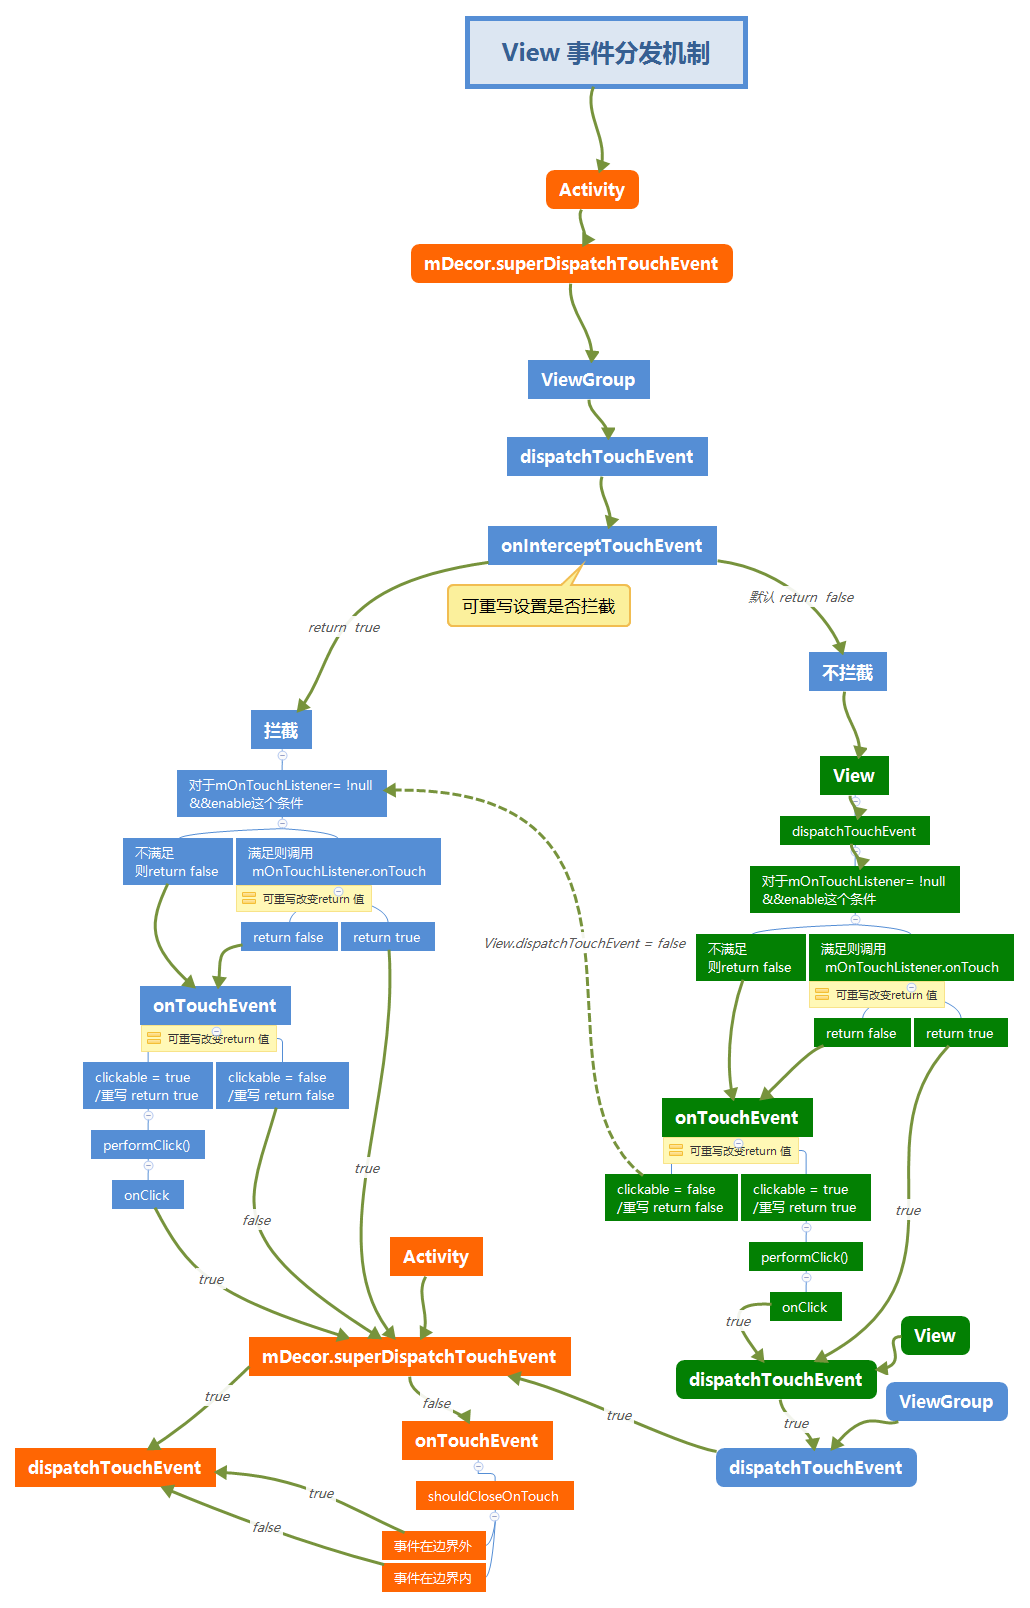 View 事件分发机制
Activity
mDecor.superDispatchTouchEvent
ViewGroup
dispatchTouchEvent
onInterceptTouchEvent
可重写设置是否拦截
return  true
默认 return  false
拦截
不拦截
对于mOnTouchListener= !null
&&enable这个条件
不满足
则return false
满足则调用
mOnTouchListener.onTouch
可重写改变return 值
return false
return true
onTouchEvent
可重写改变return 值
clickable = true
/重写 return true
clickable = false
/重写 return false
performClick()
onClick
true
false
true
View
dispatchTouchEvent
对于mOnTouchListener= !null
&&enable这个条件
View.dispatchTouchEvent = false
不满足
则return false
满足则调用
mOnTouchListener.onTouch
可重写改变return 值
return false
return true
onTouchEvent
可重写改变return 值
clickable = false
/重写 return false
clickable = true
/重写 return true
performClick()
onClick
true
true
View
dispatchTouchEvent
true
ViewGroup
dispatchTouchEvent
true
Activity
mDecor.superDispatchTouchEvent
true
false
onTouchEvent
dispatchTouchEvent
shouldCloseOnTouch
true
false
事件在边界外
事件在边界内